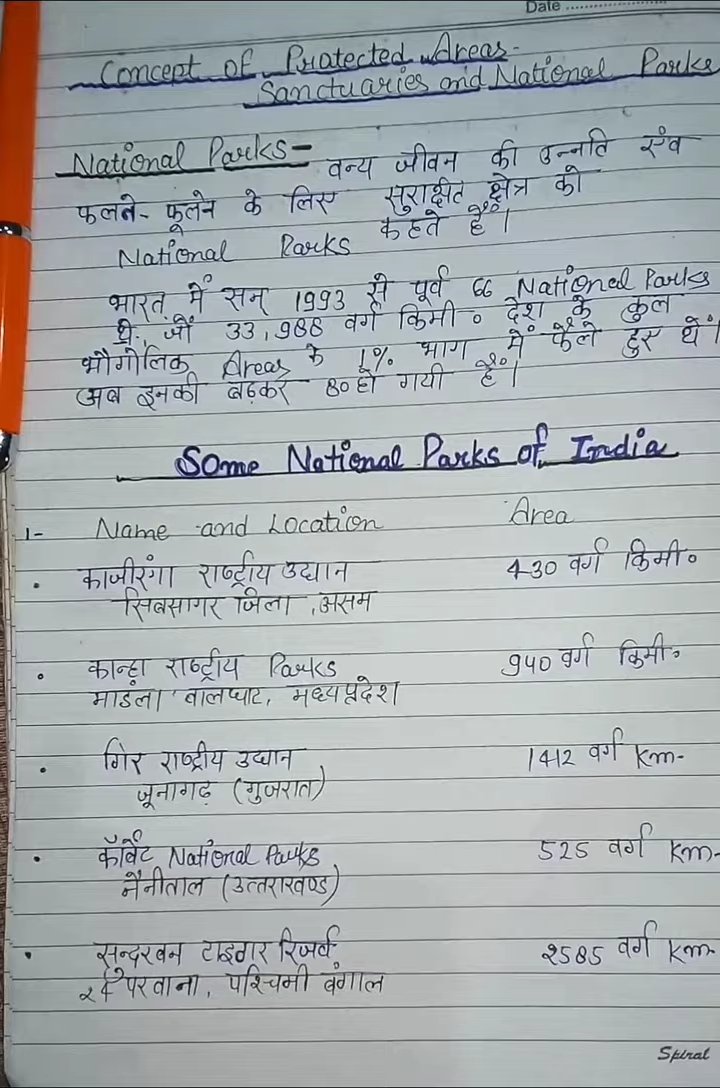 Date
Concept of Protected Areas-
Sanctuaries and National Parks
National Parks- वन्य जीवन की उन्नति एंव
फलने-फूलने के लिए सुराक्षीत क्षेत्र को
National Parks कहते हैं।
भारत में सन् 1993 से पूर्व 66 National Parks
थे, जो 33,988 वर्ग किमी० देश के कुल
भौगोलिक Areas के 1% भाग में फैले हुए थे।
अब इनकी बढ़कर 80 हो गयी हैं।
Some National Parks of India
1- Name and Location Area
• काजीरंगा राष्ट्रीय उद्यान 430 वर्ग किमी०
सिबसागर जिला, असम
• कान्हा राष्ट्रीय Parks 940 वर्ग किमी०
माडंला बालघाट, मध्यप्रदेश
• गिर राष्ट्रीय उद्यान 1412 वर्ग Km-
जूनागढ़ (गुजरात)
• कॉर्बेट National Parks 525 वर्ग Km-
नैनीताल (उत्तराखण्ड)
• सुन्दरवन टाइगर रिजर्व 2585 वर्ग Km-
24 परवाना, पश्चिमी बंगाल
Spiral